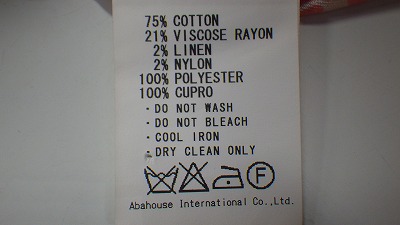 75% COTTON
21% VISCOSE RAYON
2% LINEN
2% NYLON
100% POLYESTER
100% CUPRO
· DO NOT WASH
· DO NOT BLEACH
· COOL IRON
· DRY CLEAN ONLY
F
Abahouse International Co.,Ltd.